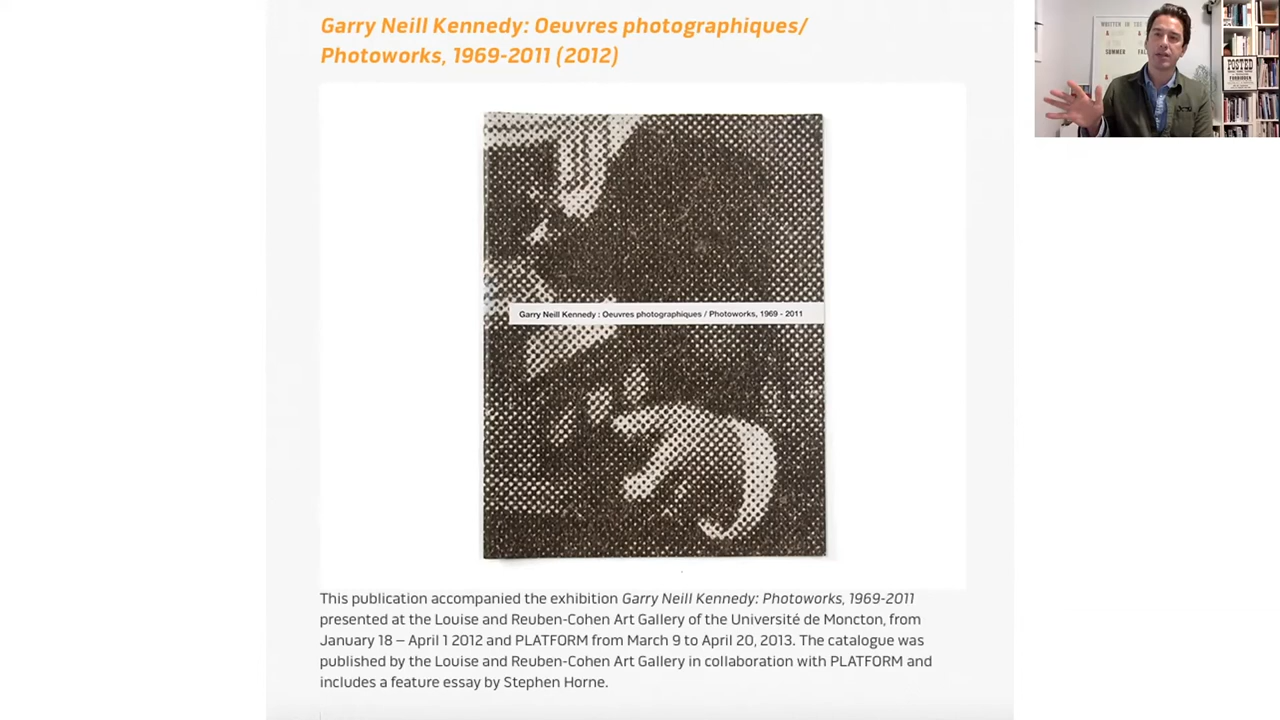 Garry Neill Kennedy: Oeuvres photographiques/
Photoworks, 1969-2011 (2012)
Garry Neill Kennedy : Oeuvres photographiques / Photoworks, 1969 - 2011
This publication accompanied the exhibition Garry Neill Kennedy: Photoworks, 1969-2011
presented at the Louise and Reuben-Cohen Art Gallery of the Université de Moncton, from
January 18 – April 1 2012 and PLATFORM from March 9 to April 20, 2013. The catalogue was
published by the Louise and Reuben-Cohen Art Gallery in collaboration with PLATFORM and
includes a feature essay by Stephen Horne.
SUMMER
POSTED